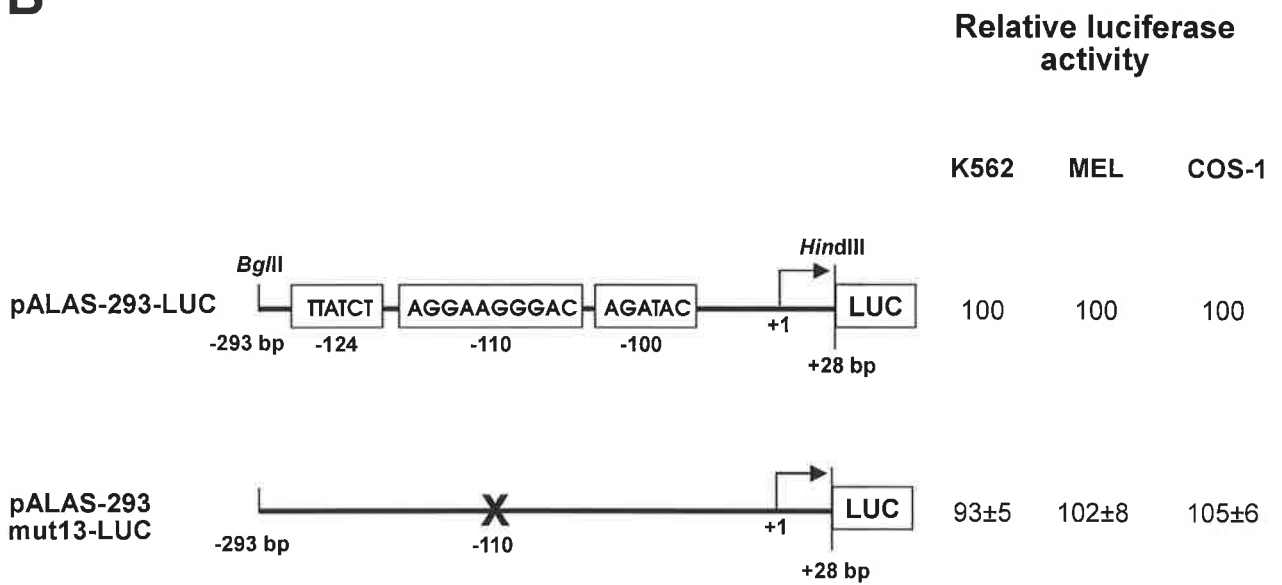 B
Relative luciferase
activity
K562 MEL COS-1
BglII HindIII
pALAS-293-LUC TTATCT AGGAAGGGAC AGATAC LUC 100 100 100
-293 bp -124 -110 -100 +1
+28 bp
pALAS-293
mut13-LUC X LUC 93±5 102±8 105±6
-293 bp -110 +1
+28 bp